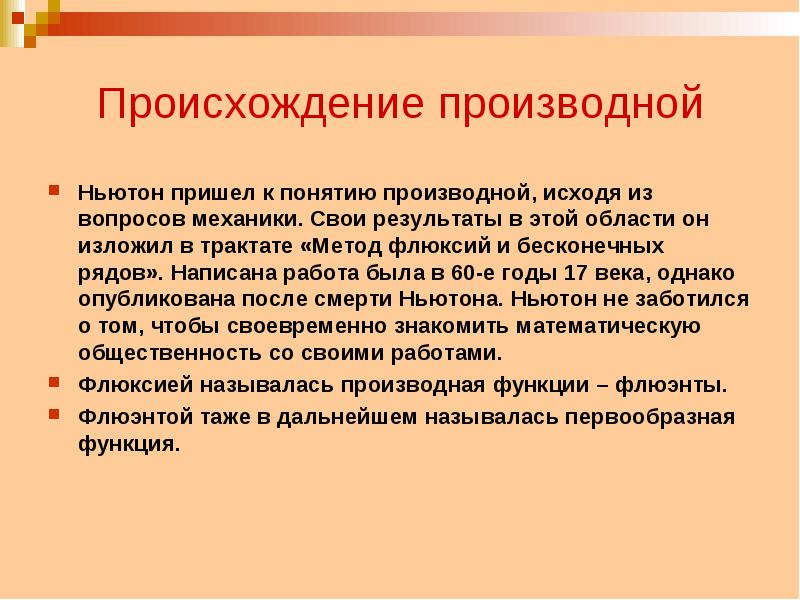 Происхождение производной
Ньютон пришел к понятию производной, исходя из
вопросов механики. Свои результаты в этой области он
изложил в трактате «Метод флюксий и бесконечных
рядов». Написана работа была в 60-е годы 17 века, однако
опубликована после смерти Ньютона. Ньютон не заботился
о том, чтобы своевременно знакомить математическую
общественность со своими работами.
Флюксией называлась производная функции – флюэнты.
Флюэнтой таже в дальнейшем называлась первообразная
функция.